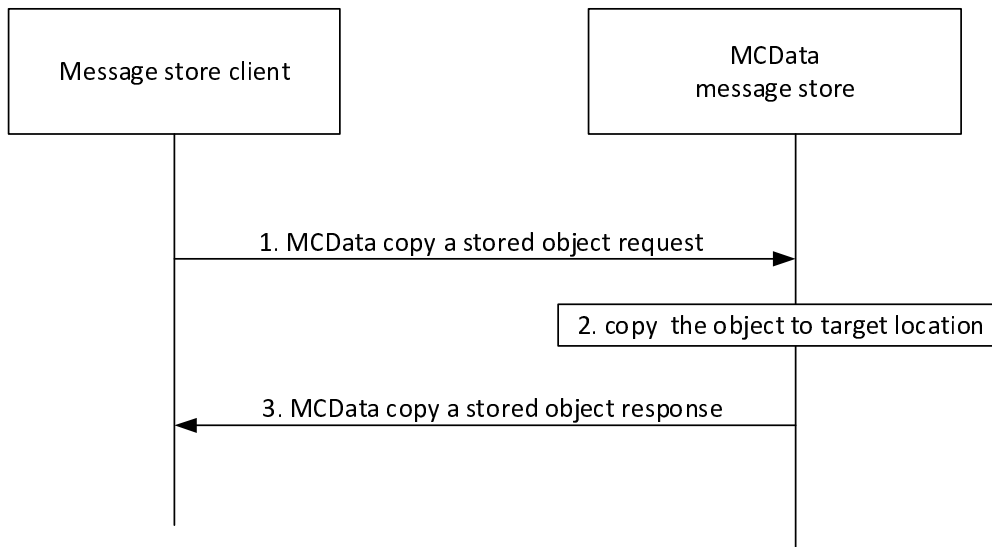 Message store client
MCData
message store
1. MCData copy a stored object request
2. copy  the object to target location
3. MCData copy a stored object response